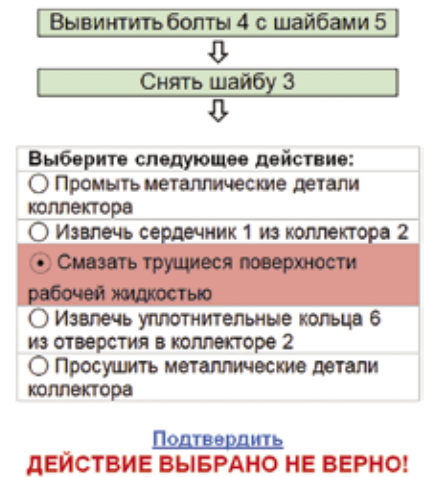 Вывинтить болты 4 с шайбами 5
Снять шайбу 3
Выберите следующее действие:
Промыть металлические детали
коллектора
Извлечь сердечник 1 из коллектора 2
Смазать трущиеся поверхности
рабочей жидкостью
Извлечь уплотнительные кольца 6
из отверстия в коллекторе 2
Просушить металлические детали
коллектора
Подтвердить
ДЕЙСТВИЕ ВЫБРАНО НЕ ВЕРНО!